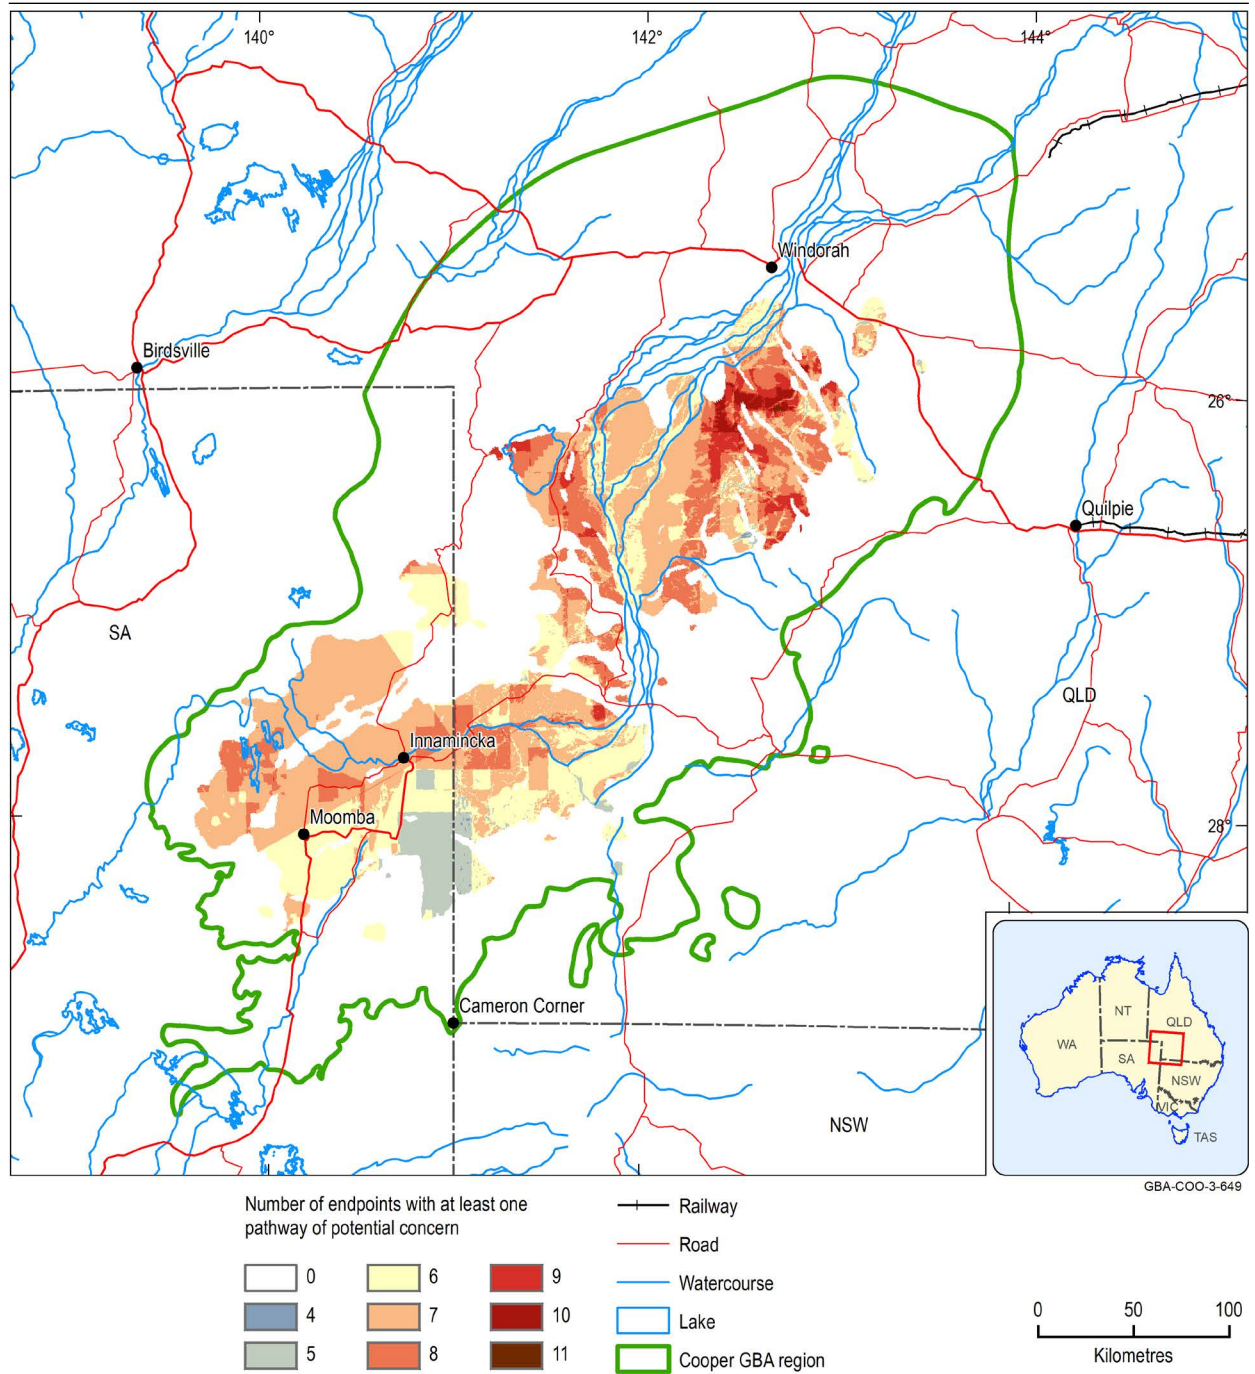 140°
142°
144°
Windorah
Birdsville
26°
Quilpie
SA
QLD
Innamincka
Moomba
28°
Cameron Corner
NSW
NT
QLD
WA
SA
NSW
VIC
TAS
GBA-COO-3-649
Number of endpoints with at least one
pathway of potential concern
0
4
5
6
7
8
9
10
11
Railway
Road
Watercourse
Lake
Cooper GBA region
0 50 100
Kilometres